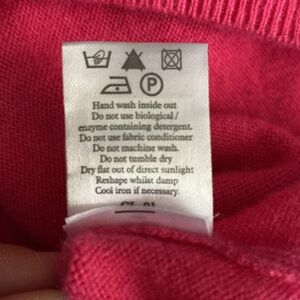 P
Hand wash inside out
Do not use biological /
enzyme containing detergent.
Do not use fabric conditioner
Do not machine wash.
Do not tumble dry
Dry flat out of direct sunlight
Reshape whilst damp
Cool iron if necessary.